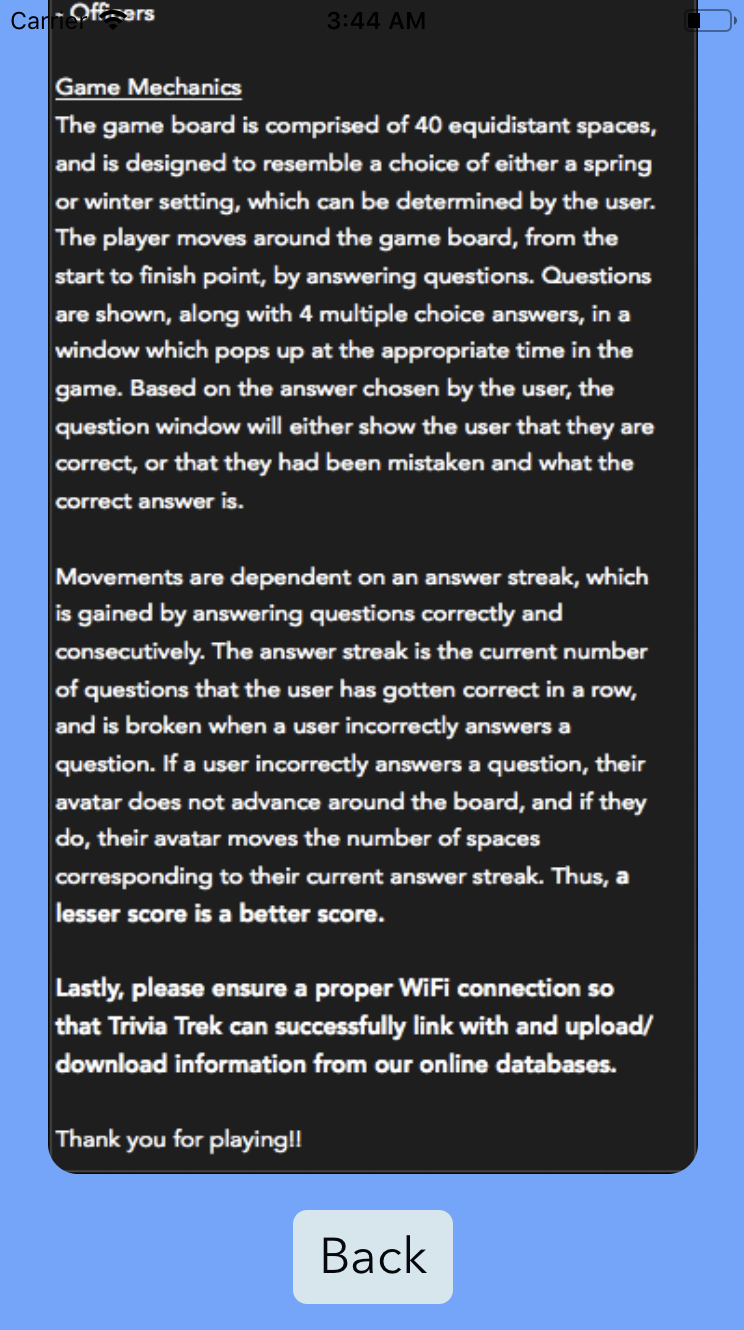 - Officers
Carrier 3:44 AM
Game Mechanics
The game board is comprised of 40 equidistant spaces,
and is designed to resemble a choice of either a spring
or winter setting, which can be determined by the user.
The player moves around the game board, from the
start to finish point, by answering questions. Questions
are shown, along with 4 multiple choice answers, in a
window which pops up at the appropriate time in the
game. Based on the answer chosen by the user, the
question window will either show the user that they are
correct, or that they had been mistaken and what the
correct answer is.
Movements are dependent on an answer streak, which
is gained by answering questions correctly and
consecutively. The answer streak is the current number
of questions that the user has gotten correct in a row,
and is broken when a user incorrectly answers a
question. If a user incorrectly answers a question, their
avatar does not advance around the board, and if they
do, their avatar moves the number of spaces
corresponding to their current answer streak. Thus, a
lesser score is a better score.
Lastly, please ensure a proper WiFi connection so
that Trivia Trek can successfully link with and upload/
download information from our online databases.
Thank you for playing!!
Back